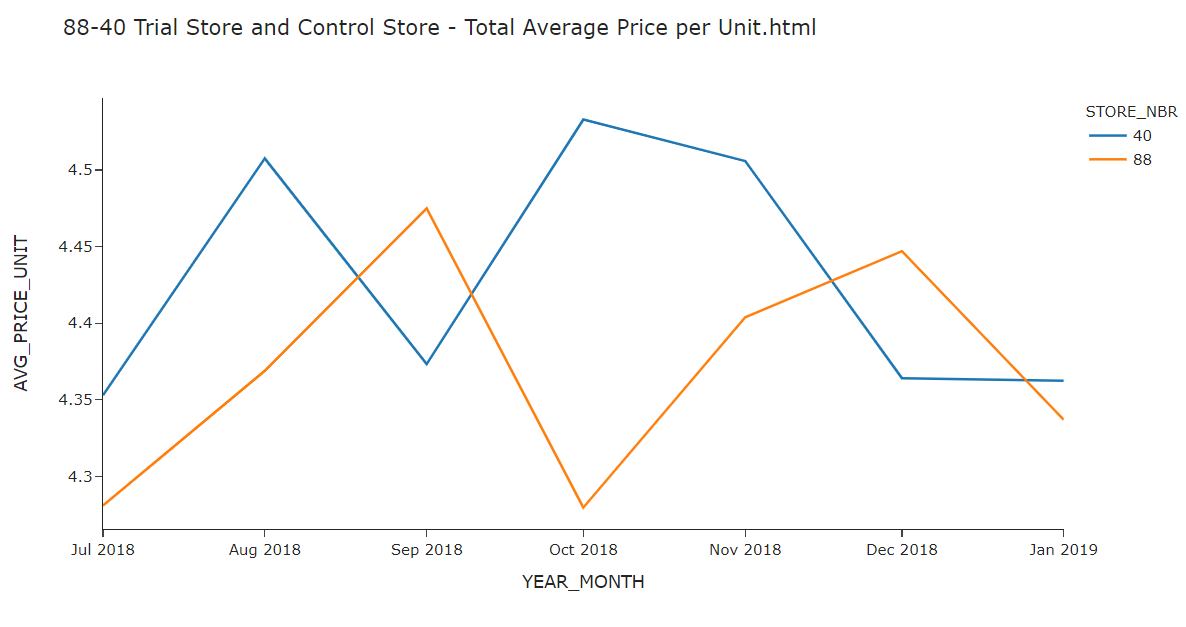 88-40 Trial Store and Control Store - Total Average Price per Unit.html
STORE_NBR
40
88
4.5
4.45
4.4
4.35
4.3
AVG_PRICE_UNIT
Jul 2018
Aug 2018
Sep 2018
Oct 2018
Nov 2018
Dec 2018
Jan 2019
YEAR_MONTH